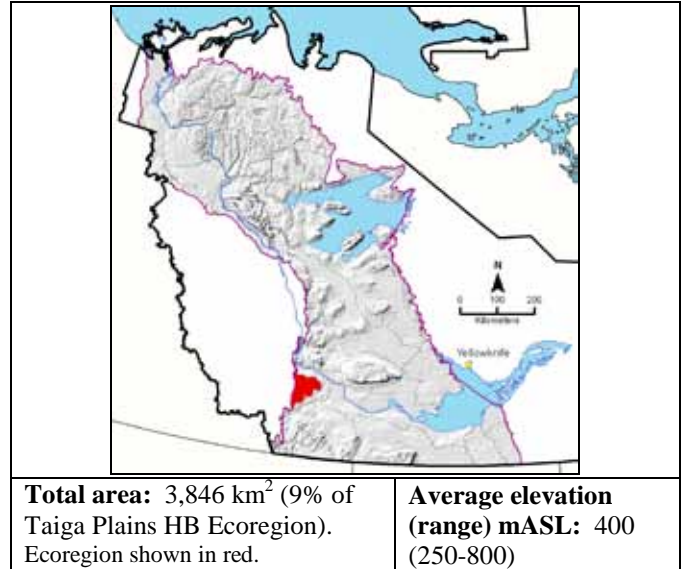 N
0 100 200
Kilometers
Yellowknife
Total area: 3,846 km² (9% of
Taiga Plains HB Ecoregion).
Ecoregion shown in red.
Average elevation
(range) mASL: 400
(250-800)